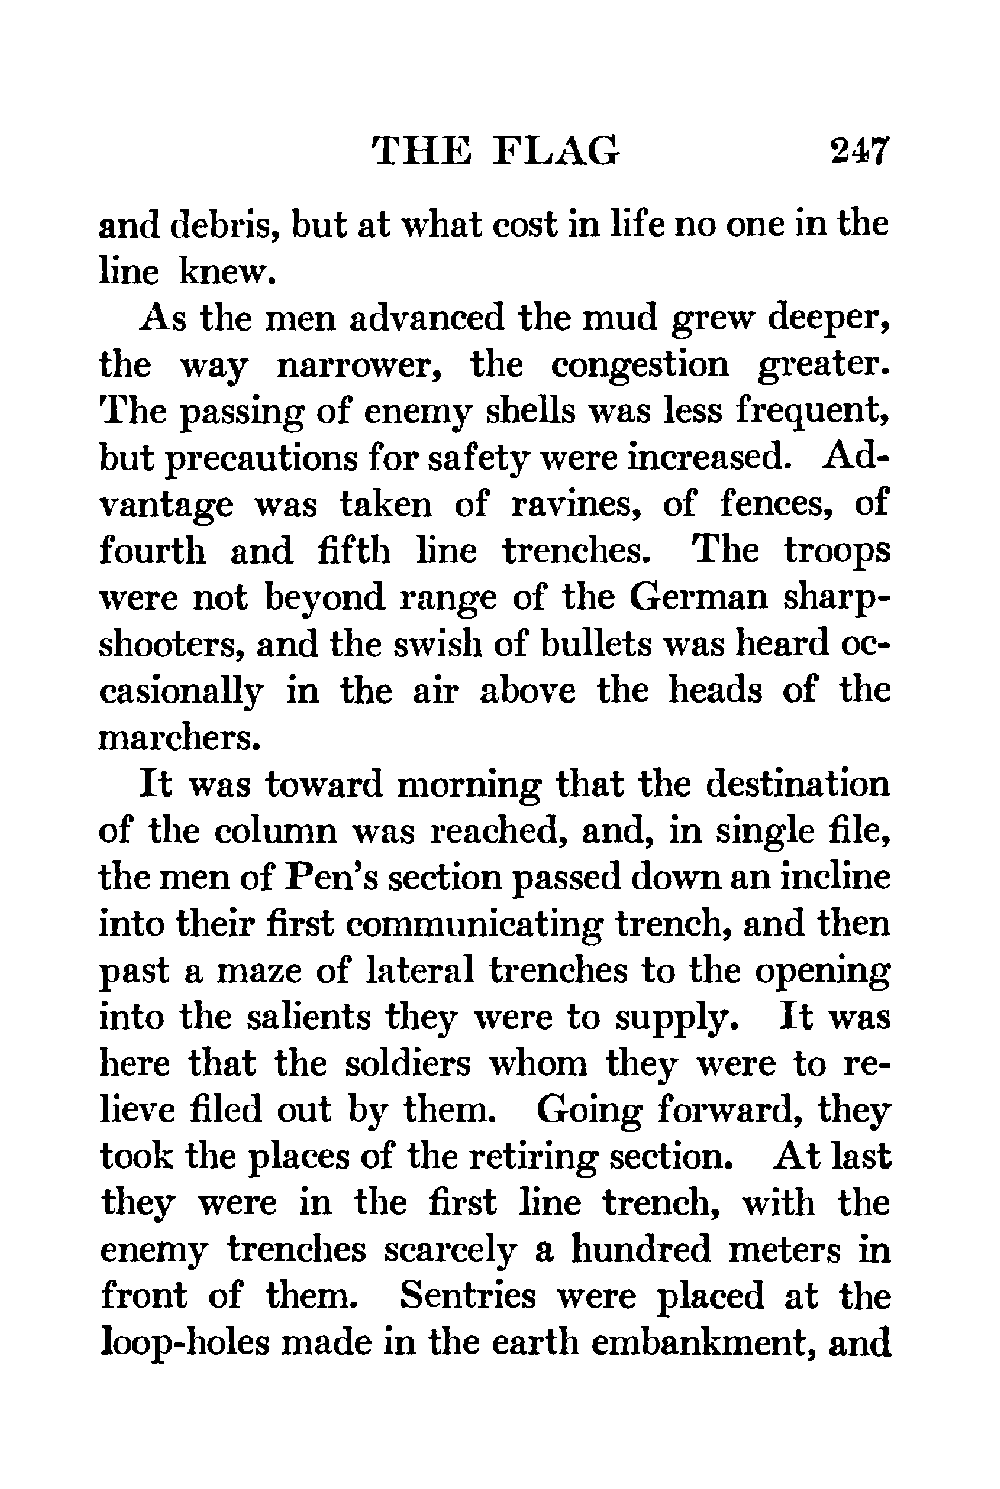 THE FLAG 247
and debris, but at what cost in life no one in the
line knew.
As the men advanced the mud grew deeper,
the way narrower, the congestion greater.
The passing of enemy shells was less frequent,
but precautions for safety were increased. Ad-
vantage was taken of ravines, of fences, of
fourth and fifth line trenches. The troops
were not beyond range of the German sharp-
shooters, and the swish of bullets was heard oc-
casionally in the air above the heads of the
marchers.
It was toward morning that the destination
of the column was reached, and, in single file,
the men of Pen's section passed down an incline
into their first communicating trench, and then
past a maze of lateral trenches to the opening
into the salients they were to supply. It was
here that the soldiers whom they were to re-
lieve filed out by them. Going forward, they
took the places of the retiring section. At last
they were in the first line trench, with the
enemy trenches scarcely a hundred meters in
front of them. Sentries were placed at the
loop-holes made in the earth embankment, and